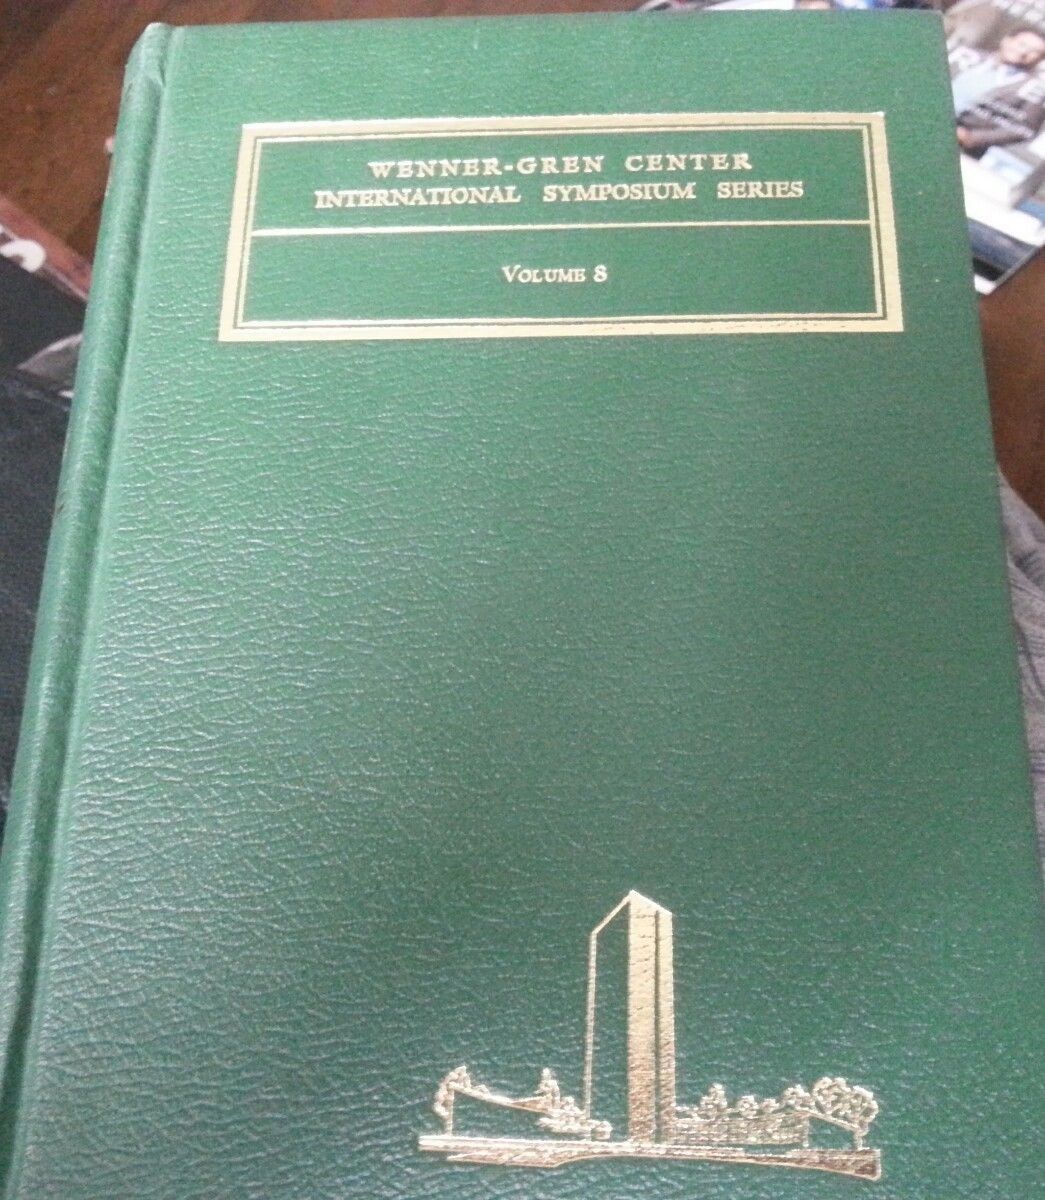 WENNER-GREN CENTER
INTERNATIONAL SYMPOSIUM SERIES
VOLUME 8